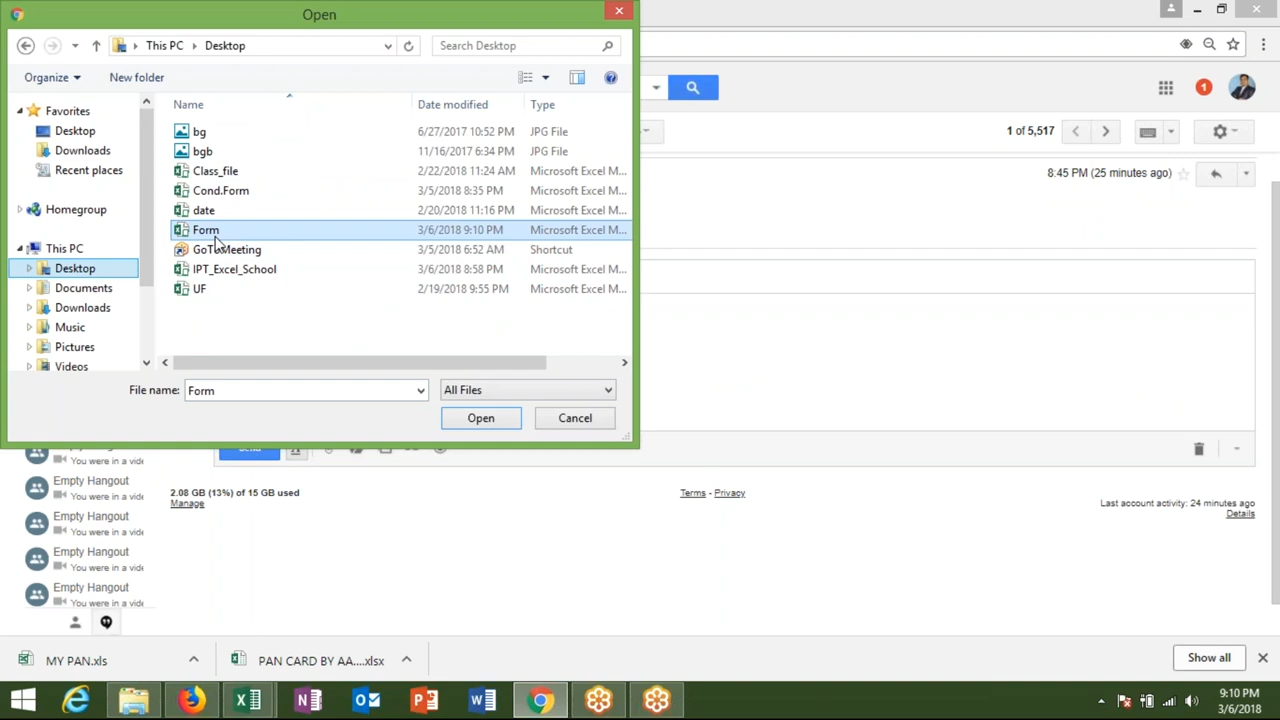 Open
This PC
Desktop
Search Desktop
Organize
New folder
Favorites
Desktop
Downloads
Recent places
Homegroup
This PC
Desktop
Documents
Downloads
Music
Pictures
Videos
Name
Date modified
Type
bg
6/27/2017 10:52 PM
JPG File
bgb
11/16/2017 6:34 PM
JPG File
Class_file
2/22/2018 11:24 AM
Microsoft Excel M...
Cond.Form
3/5/2018 8:35 PM
Microsoft Excel M...
date
2/20/2018 11:16 PM
Microsoft Excel M...
Form
3/6/2018 9:10 PM
Microsoft Excel M...
GoToMeeting
3/5/2018 6:52 AM
Shortcut
IPT_Excel_School
3/6/2018 8:58 PM
Microsoft Excel M...
UF
2/19/2018 9:55 PM
Microsoft Excel M...
File name:
Form
All Files
Open
Cancel
1
1 of 5,517
8:45 PM (25 minutes ago)
Send
You were in a vide
Empty Hangout
You were in a vide
Empty Hangout
You were in a vide
Empty Hangout
You were in a vide
Empty Hangout
You were in a vide
2.08 GB (13%) of 15 GB used
Manage
Terms - Privacy
Last account activity: 24 minutes ago
Details
MY PAN.xls
PAN CARD BY AA....xlsx
Show all
9:10 PM
3/6/2018